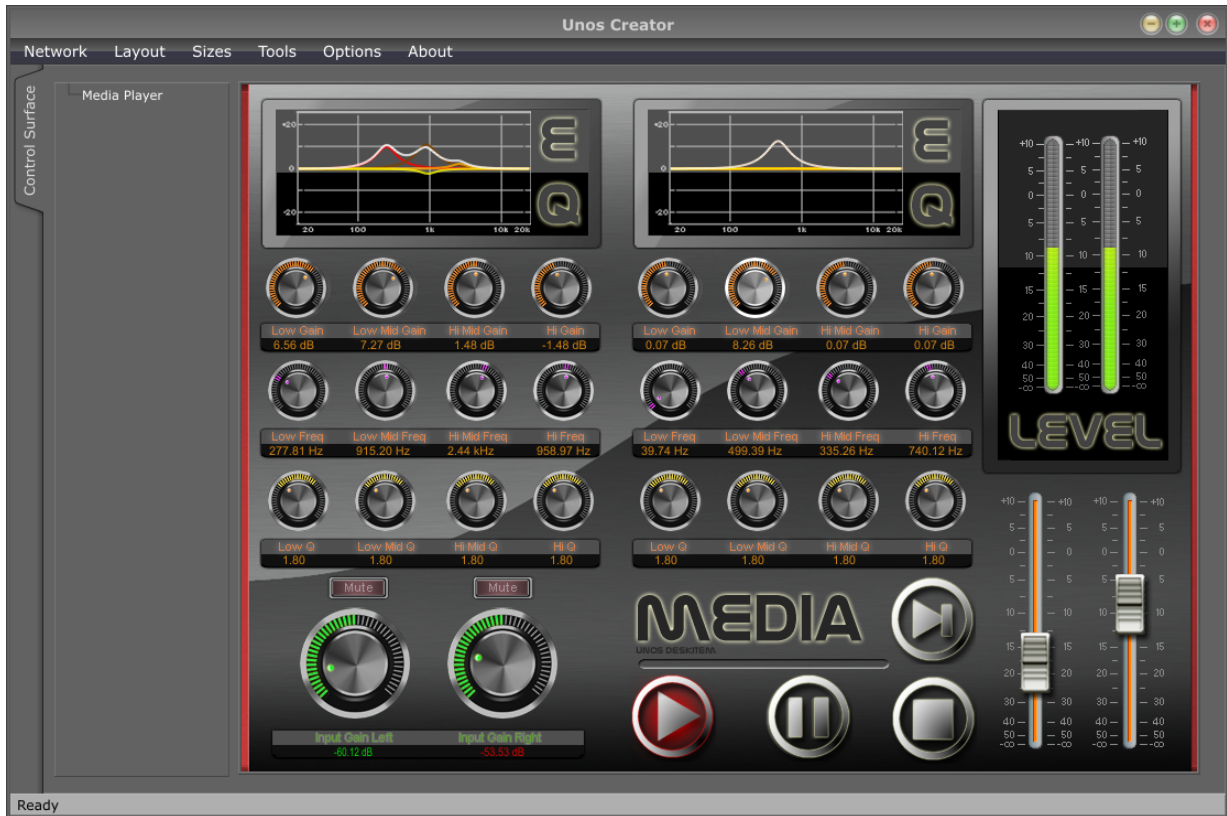 Unos Creator
Network Layout Sizes Tools Options About
Control Surface
Media Player
+20
0
-20
20 100 1k 10k 20k
E
Q
+20
0
-20
20 100 1k 10k 20k
E
Q
+10 +10 +10
5 5 5
0 0 0
5 5 5
10 10 10
15 15 15
20 20 20
30 30 30
40 40 40
50 50 50
-∞ -∞ -∞
LEVEL
Low Gain Low Mid Gain Hi Mid Gain Hi Gain
6.56 dB 7.27 dB 1.48 dB -1.48 dB
Low Gain Low Mid Gain Hi Mid Gain Hi Gain
0.07 dB 8.26 dB 0.07 dB 0.07 dB
Low Freq Low Mid Freq Hi Mid Freq Hi Freq
277.81 Hz 915.20 Hz 2.44 kHz 958.97 Hz
Low Freq Low Mid Freq Hi Mid Freq Hi Freq
39.74 Hz 499.39 Hz 335.26 Hz 740.12 Hz
Low Q Low Mid Q Hi Mid Q Hi Q
1.80 1.80 1.80 1.80
Low Q Low Mid Q Hi Mid Q Hi Q
1.80 1.80 1.80 1.80
Mute Mute
Input Gain Left Input Gain Right
-60.12 dB -53.53 dB
MEDIA
UNOS DESKITEM
+10 +10 +10 +10
5 5 5 5
0 0 0 0
5 5 5 5
10 10 10 10
15 15 15 15
20 20 20 20
30 30 30 30
40 40 40 40
50 50 50 50
-∞ -∞ -∞ -∞
Ready